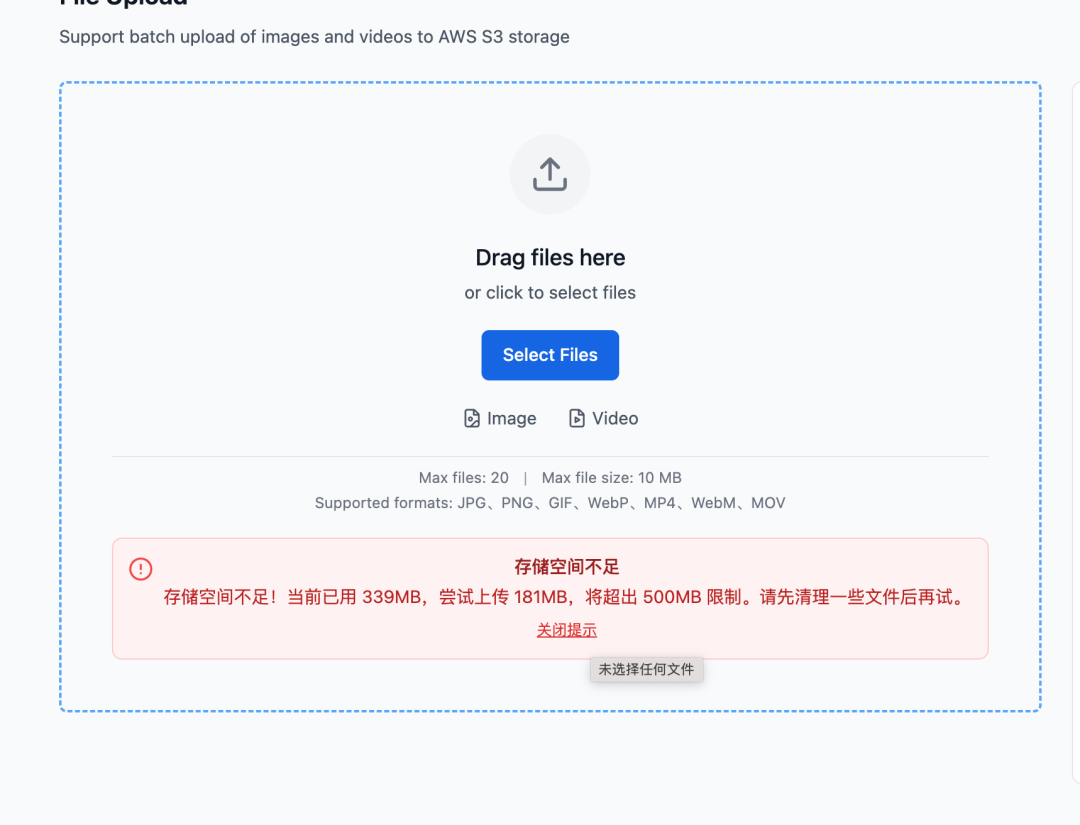 File Upload
Support batch upload of images and videos to AWS S3 storage
Drag files here
or click to select files
Select Files
Image
Video
Max files: 20 | Max file size: 10 MB
Supported formats: JPG、PNG、GIF、WebP、MP4、WebM、MOV
存储空间不足
存储空间不足！当前已用 339MB，尝试上传 181MB，将超出 500MB 限制。请先清理一些文件后再试。
关闭提示
未选择任何文件